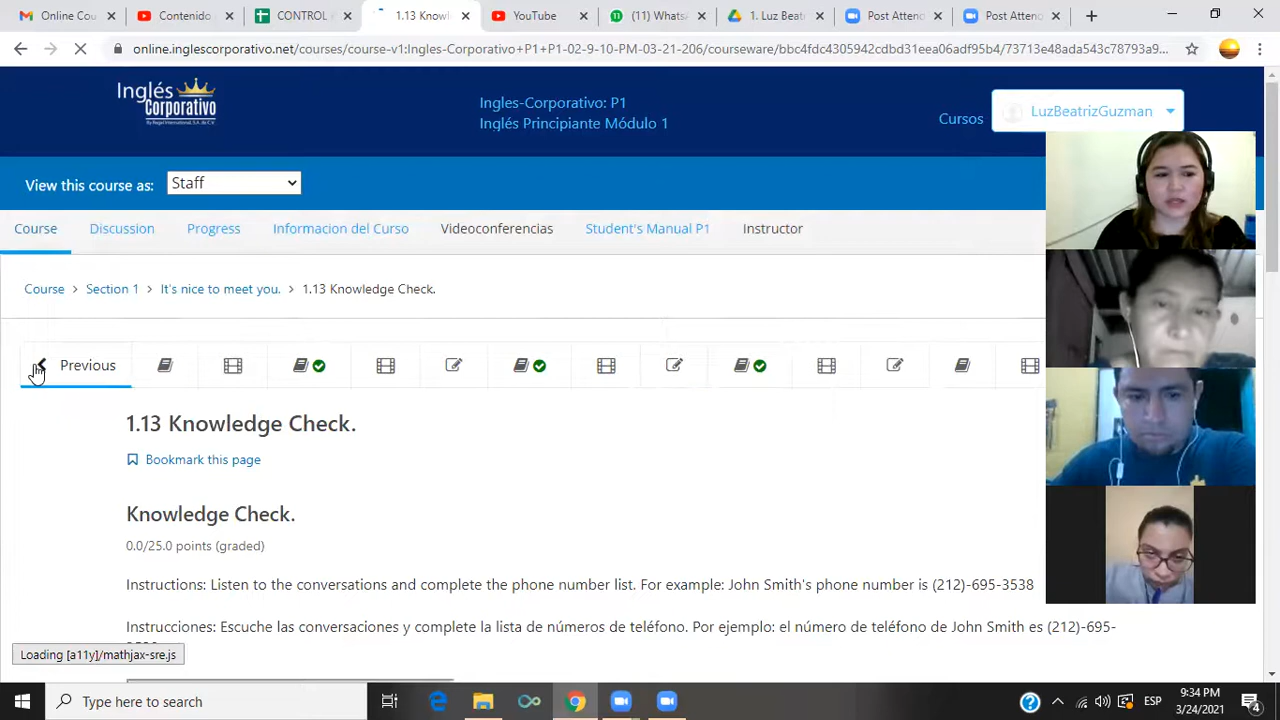 Online Cours
Contenido
CONTROL
1.13 Knowl
YouTube
(11) Whats
1. Luz Beat
Post Atten
Post Atten
online.inglescorporativo.net/courses/course-v1:Ingles-Corporativo+P1+P1-02-9-10-PM-03-21-206/courseware/bbc4fdc4305942cdbd31eea06adf95b4/73713e48ada543c78793a9...
Inglés
Corporativo
By Regal International, S.A. de C.V.
Ingles-Corporativo: P1
Inglés Principiante Módulo 1
Cursos
LuzBeatrizGuzman
View this course as:
Staff
Course
Discussion
Progress
Informacion del Curso
Videoconferencias
Student's Manual P1
Instructor
Course > Section 1 > It's nice to meet you. > 1.13 Knowledge Check.
Previous
1.13 Knowledge Check.
Bookmark this page
Knowledge Check.
0.0/25.0 points (graded)
Instructions: Listen to the conversations and complete the phone number list. For example: John Smith's phone number is (212)-695-3538
Instrucciones: Escuche las conversaciones y complete la lista de números de teléfono. Por ejemplo: el número de teléfono de John Smith es (212)-695-
Loading [a11y]/mathjax-sre.js
Type here to search
ESP
9:34 PM
3/24/2021
4